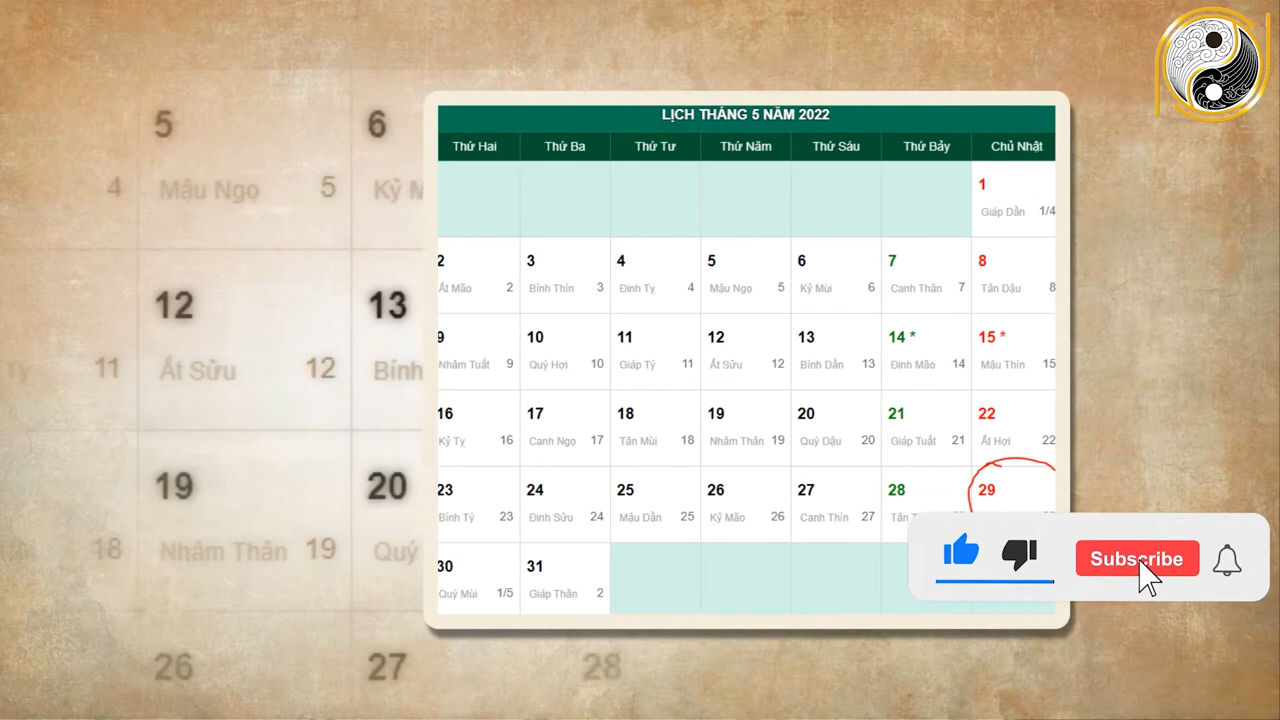 LỊCH THÁNG 5 NĂM 2022
Thứ Hai Thứ Ba Thứ Tư Thứ Năm Thứ Sáu Thứ Bảy Chủ Nhật
1
Giáp Dần 1/4
2 3 4 5 6 7 8
Ất Mão 2 Bính Thìn 3 Đinh Tỵ 4 Mậu Ngọ 5 Kỷ Mùi 6 Canh Thân 7 Tân Dậu 8
9 10 11 12 13 14 * 15 *
Nhâm Tuất 9 Quý Hợi 10 Giáp Tý 11 Ất Sửu 12 Bính Dần 13 Đinh Mão 14 Mậu Thìn 15
16 17 18 19 20 21 22
Kỷ Tỵ 16 Canh Ngọ 17 Tân Mùi 18 Nhâm Thân 19 Quý Dậu 20 Giáp Tuất 21 Ất Hợi 22
23 24 25 26 27 28 29
Bính Tý 23 Đinh Sửu 24 Mậu Dần 25 Kỷ Mão 26 Canh Thìn 27
30 31
Quý Mùi 1/5 Giáp Thân 2
Subscribe
5 6
4 Mậu Ngọ 5 Kỷ
12 13
11 Ất Sửu 12 Bính
19 20
18 Nhâm Thân 19 Quý
26 27 28